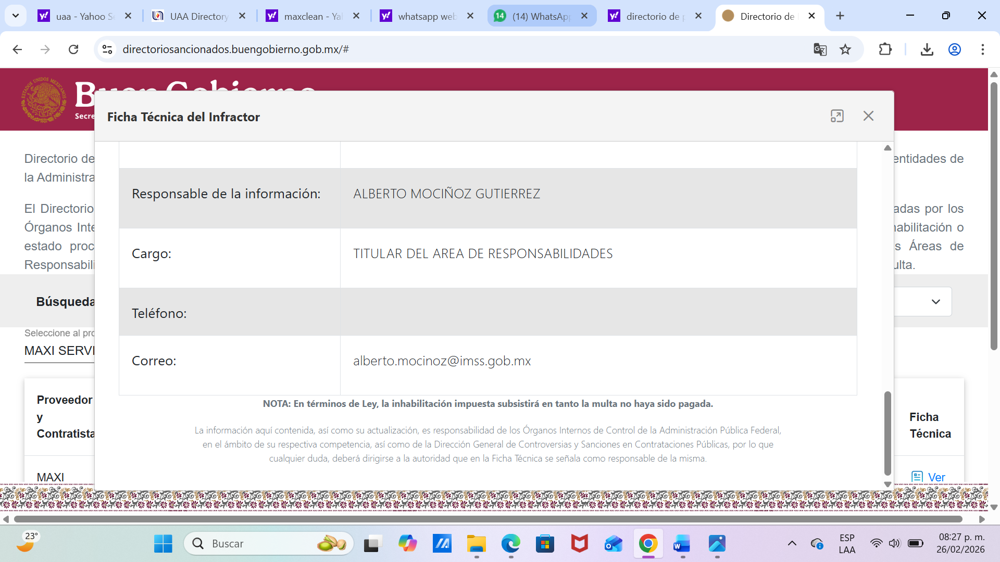 uaa - Yahoo
UAA Directory
maxclean - Ya
whatsapp web
14
(14) WhatsApp
directorio de
Directorio de
directoriosancionados.buengobierno.gob.mx/#
ESTADOS UNIDOS MEXICANOS
Buen Gobierno
Secre
Ficha Técnica del Infractor
Directorio de
entidades de
la Administra
El Directorio
adas por los
Órganos Inte
habilitación o
estado proc
s Áreas de
Responsabili
ulta.
Responsable de la información:
ALBERTO MOCIÑOZ GUTIERREZ
Cargo:
TITULAR DEL AREA DE RESPONSABILIDADES
Búsqueda
Teléfono:
Seleccione al pro
MAXI SERVI
Correo:
alberto.mocinoz@imss.gob.mx
NOTA: En términos de Ley, la inhabilitación impuesta subsistirá en tanto la multa no haya sido pagada.
La información aquí contenida, así como su actualización, es responsabilidad de los Órganos Internos de Control de la Administración Pública Federal,
en el ámbito de su respectiva competencia, así como de la Dirección General de Controversias y Sanciones en Contrataciones Públicas, por lo que
cualquier duda, deberá dirigirse a la autoridad que en la Ficha Técnica se señala como responsable de la misma.
Proveedor
y
Contratista
Ficha
Técnica
MAXI
Ver
23°
Buscar
ESP
LAA
08:27 p. m.
26/02/2026